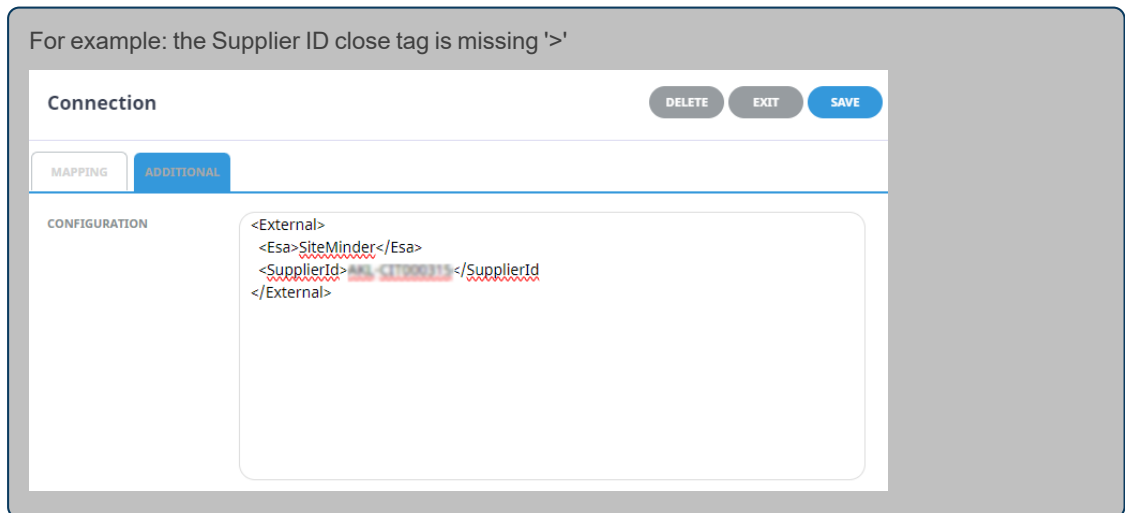 For example: the Supplier ID close tag is missing '>'
Connection
DELETE EXIT SAVE
MAPPING ADDITIONAL
CONFIGURATION
<External>
<Esa>SiteMinder</Esa>
<SupplierId></SupplierId
</External>